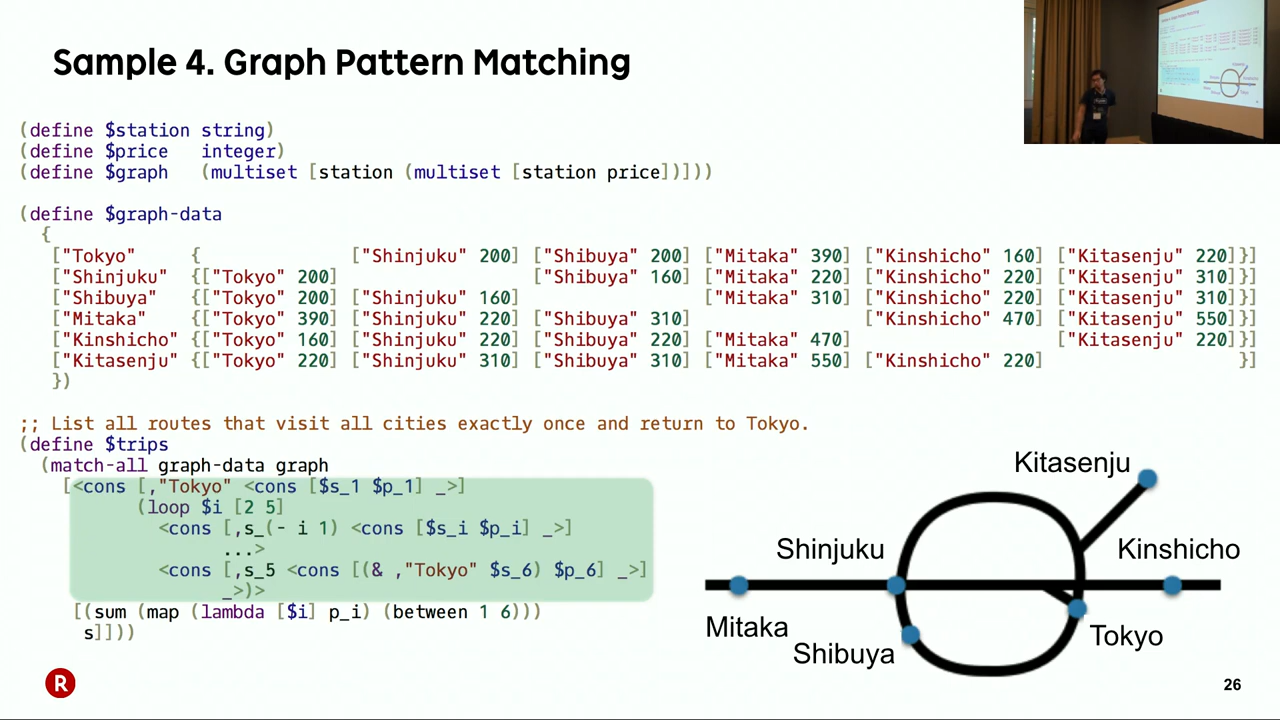 Sample 4. Graph Pattern Matching
(define $station string)
(define $price   integer)
(define $graph   (multiset [station (multiset [station price])]))
(define $graph-data
  {
   ["Tokyo"     {              ["Shinjuku" 200] ["Shibuya" 200] ["Mitaka" 390] ["Kinshicho" 160] ["Kitasenju" 220]}]
   ["Shinjuku"  {["Tokyo" 200]                  ["Shibuya" 160] ["Mitaka" 220] ["Kinshicho" 220] ["Kitasenju" 310]}]
   ["Shibuya"   {["Tokyo" 200] ["Shinjuku" 160]                 ["Mitaka" 310] ["Kinshicho" 220] ["Kitasenju" 310]}]
   ["Mitaka"    {["Tokyo" 390] ["Shinjuku" 220] ["Shibuya" 310]                ["Kinshicho" 470] ["Kitasenju" 550]}]
   ["Kinshicho" {["Tokyo" 160] ["Shinjuku" 220] ["Shibuya" 220] ["Mitaka" 470]                   ["Kitasenju" 220]}]
   ["Kitasenju" {["Tokyo" 220] ["Shinjuku" 310] ["Shibuya" 310] ["Mitaka" 550] ["Kinshicho" 220]                  }]
   })
;; List all routes that visit all cities exactly once and return to Tokyo.
(define $trips
  (match-all graph-data graph
    [<cons [,"Tokyo" <cons [$s_1 $p_1] _>]
           (loop $i [2 5]
             <cons [,s_(- i 1) <cons [$s_i $p_i] _>]
                   ...>
             <cons [,s_5 <cons [(& ,"Tokyo" $s_6) $p_6] _>]
                   _>)>
     [(sum (map (lambda [$i] p_i) (between 1 6)))
      s]]))
Kitasenju
Shinjuku
Kinshicho
Mitaka
Tokyo
Shibuya
R
26